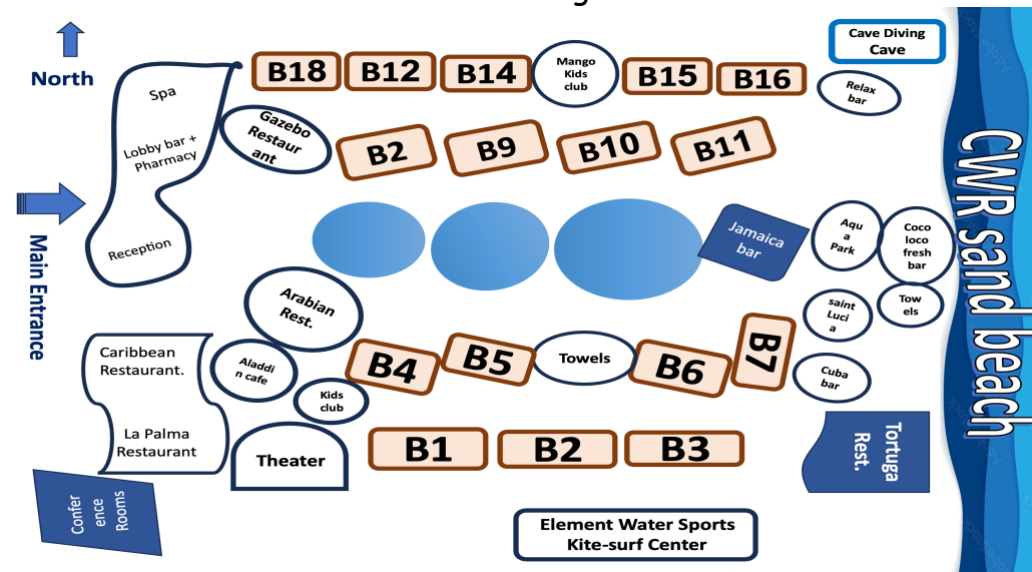 North
B18
B12
B14
Mango
Kids
club
B15
B16
Cave Diving
Cave
Relax
bar
Spa
Lobby bar +
Pharmacy
Reception
Gazebo
Restaur
ant
B2
B9
B10
B11
Main Entrance
Jamaica
bar
Aqu
a
Park
Coco
loco
fresh
bar
Tow
els
saint
Luci
a
Cuba
bar
CWR sand beach
Arabian
Rest.
Aladdi
n cafe
Kids
club
B4
B5
Towels
B6
B7
Caribbean
Restaurant.
La Palma
Restaurant
Theater
B1
B2
B3
Tortuga
Rest.
Confer
ence
Rooms
Element Water Sports
Kite-surf Center